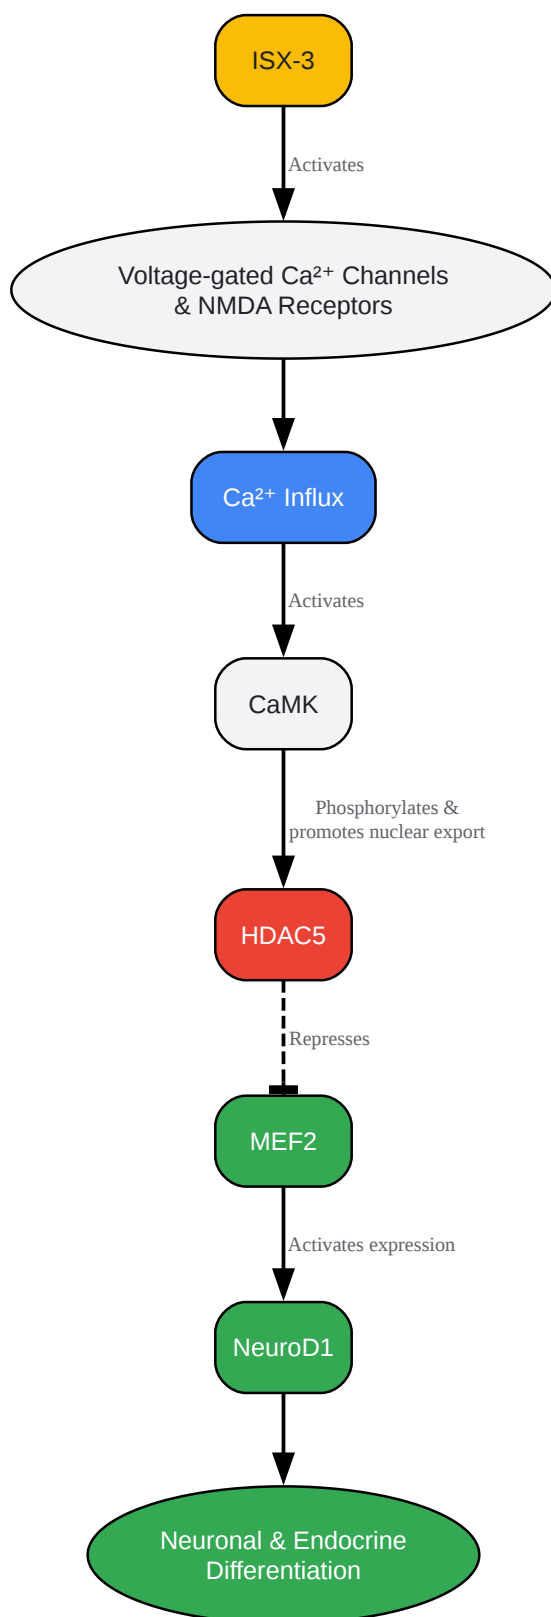 ISX-3
Activates
Voltage-gated Ca²⁺ Channels
& NMDA Receptors
Ca²⁺ Influx
Activates
CaMK
Phosphorylates &
promotes nuclear export
HDAC5
Represses
MEF2
Activates expression
NeuroD1
Neuronal & Endocrine
Differentiation